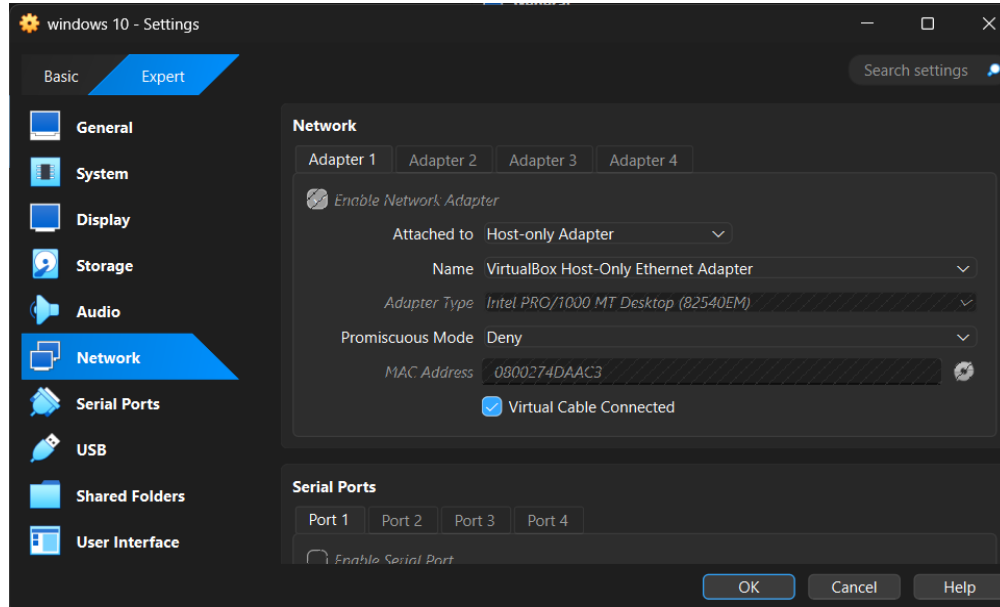 windows 10 - Settings
Basic
Expert
Search settings
General
System
Display
Storage
Audio
Network
Serial Ports
USB
Shared Folders
User Interface
Network
Adapter 1
Adapter 2
Adapter 3
Adapter 4
Enable Network Adapter
Attached to Host-only Adapter
Name VirtualBox Host-Only Ethernet Adapter
Adapter Type Intel PRO/1000 MT Desktop (82540EM)
Promiscuous Mode Deny
MAC Address 0800274DAAC3
Virtual Cable Connected
Serial Ports
Port 1
Port 2
Port 3
Port 4
Enable Serial Port
OK
Cancel
Help